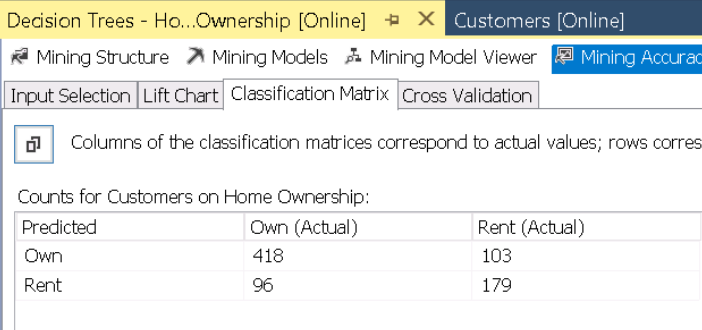 Decision Trees - Ho...Ownership [Online] Customers [Online]
Mining Structure Mining Models Mining Model Viewer Mining Accurac
Input Selection Lift Chart Classification Matrix Cross Validation
Columns of the classification matrices correspond to actual values; rows corres
Counts for Customers on Home Ownership:
Predicted Own (Actual) Rent (Actual)
Own 418 103
Rent 96 179